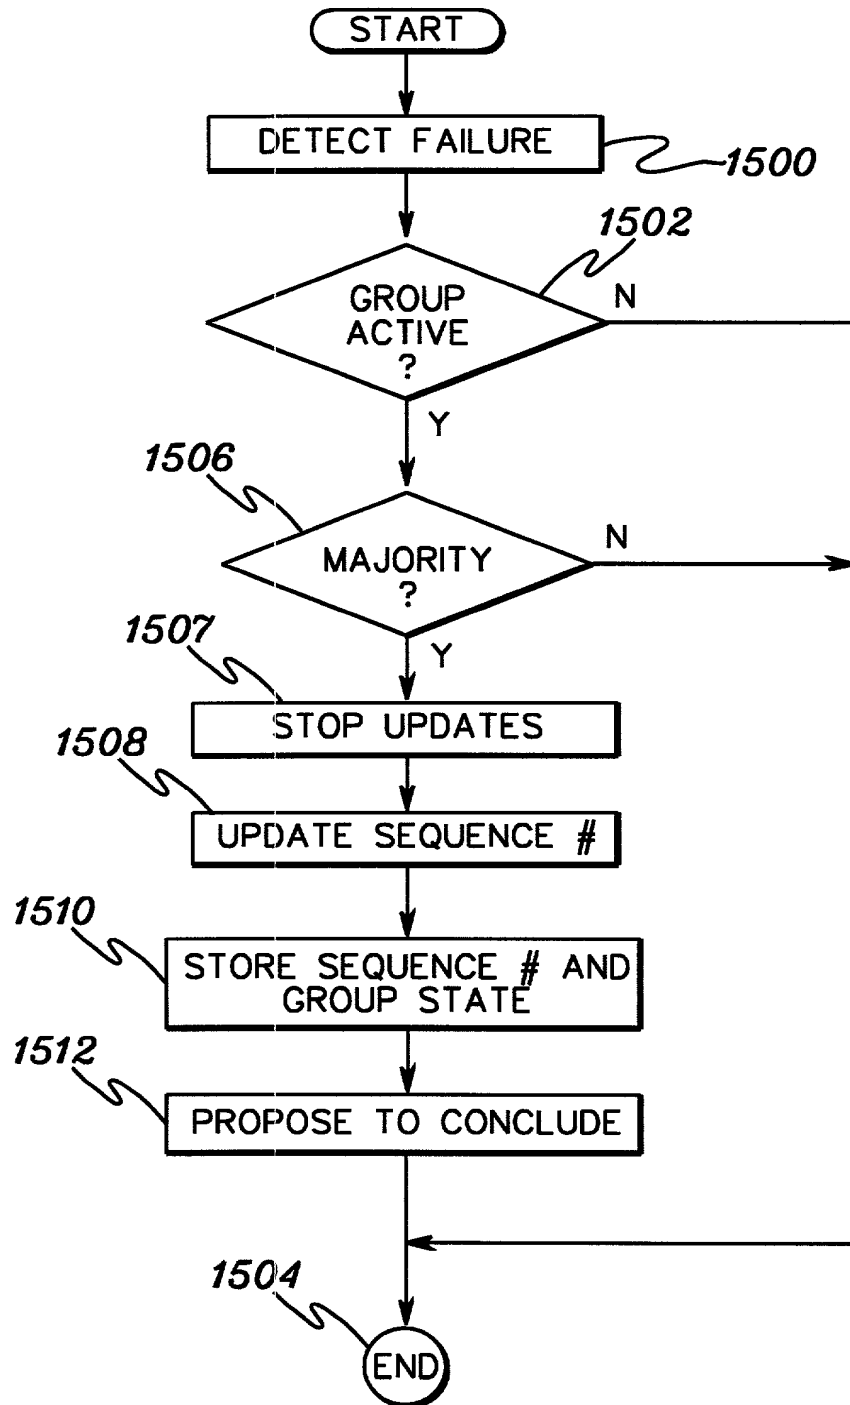 START
DETECT FAILURE
1500
1502
GROUP
ACTIVE
?
N
Y
1506
MAJORITY
?
N
Y
1507
STOP UPDATES
1508
UPDATE SEQUENCE #
1510
STORE SEQUENCE # AND
GROUP STATE
1512
PROPOSE TO CONCLUDE
1504
END